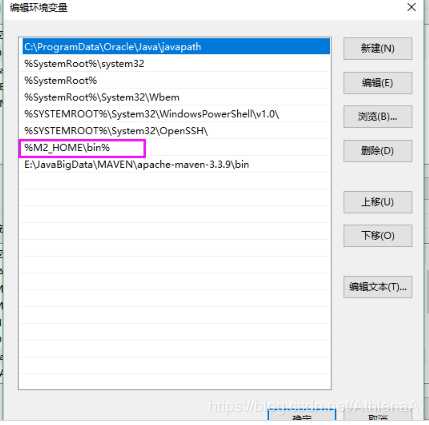 编辑环境变量
C:\ProgramData\Oracle\Java\javapath
%SystemRoot%\system32
%SystemRoot%
%SystemRoot%\System32\Wbem
%SYSTEMROOT%\System32\WindowsPowerShell\v1.0\
%SYSTEMROOT%\System32\OpenSSH\
%M2_HOME\bin%
E:\JavaBigData\MAVEN\apache-maven-3.3.9\bin
新建(N)
编辑(E)
浏览(B)...
删除(D)
上移(U)
下移(O)
编辑文本(T)...
确定
取消
https://blog.csdn.net/AthlenaA